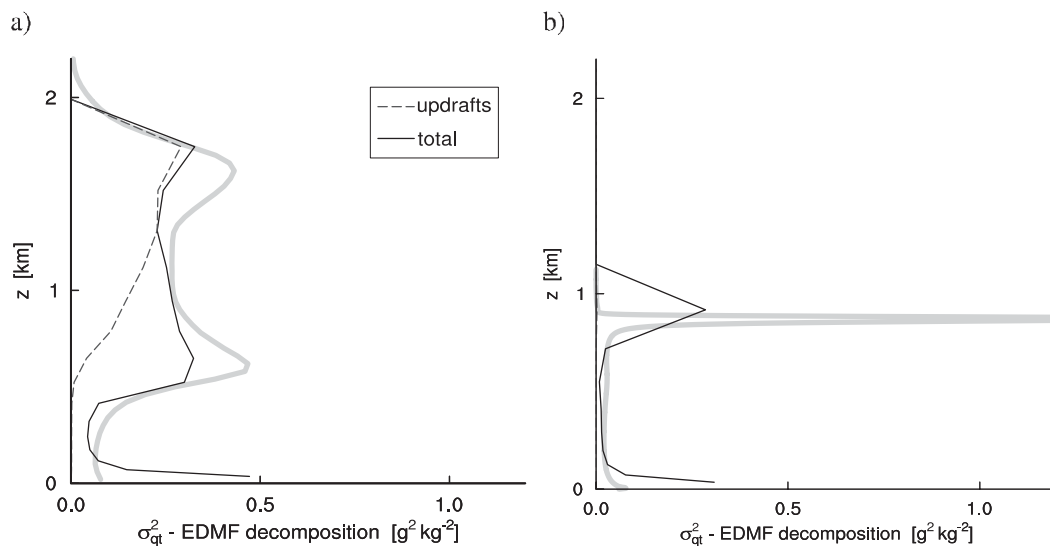 a)
b)
2
1
0
z [km]
updrafts
total
0.0
0.5
1.0
σ²qt - EDMF decomposition [g² kg⁻²]
2
1
0
z [km]
0.0
0.5
1.0
σ²qt - EDMF decomposition [g² kg⁻²]